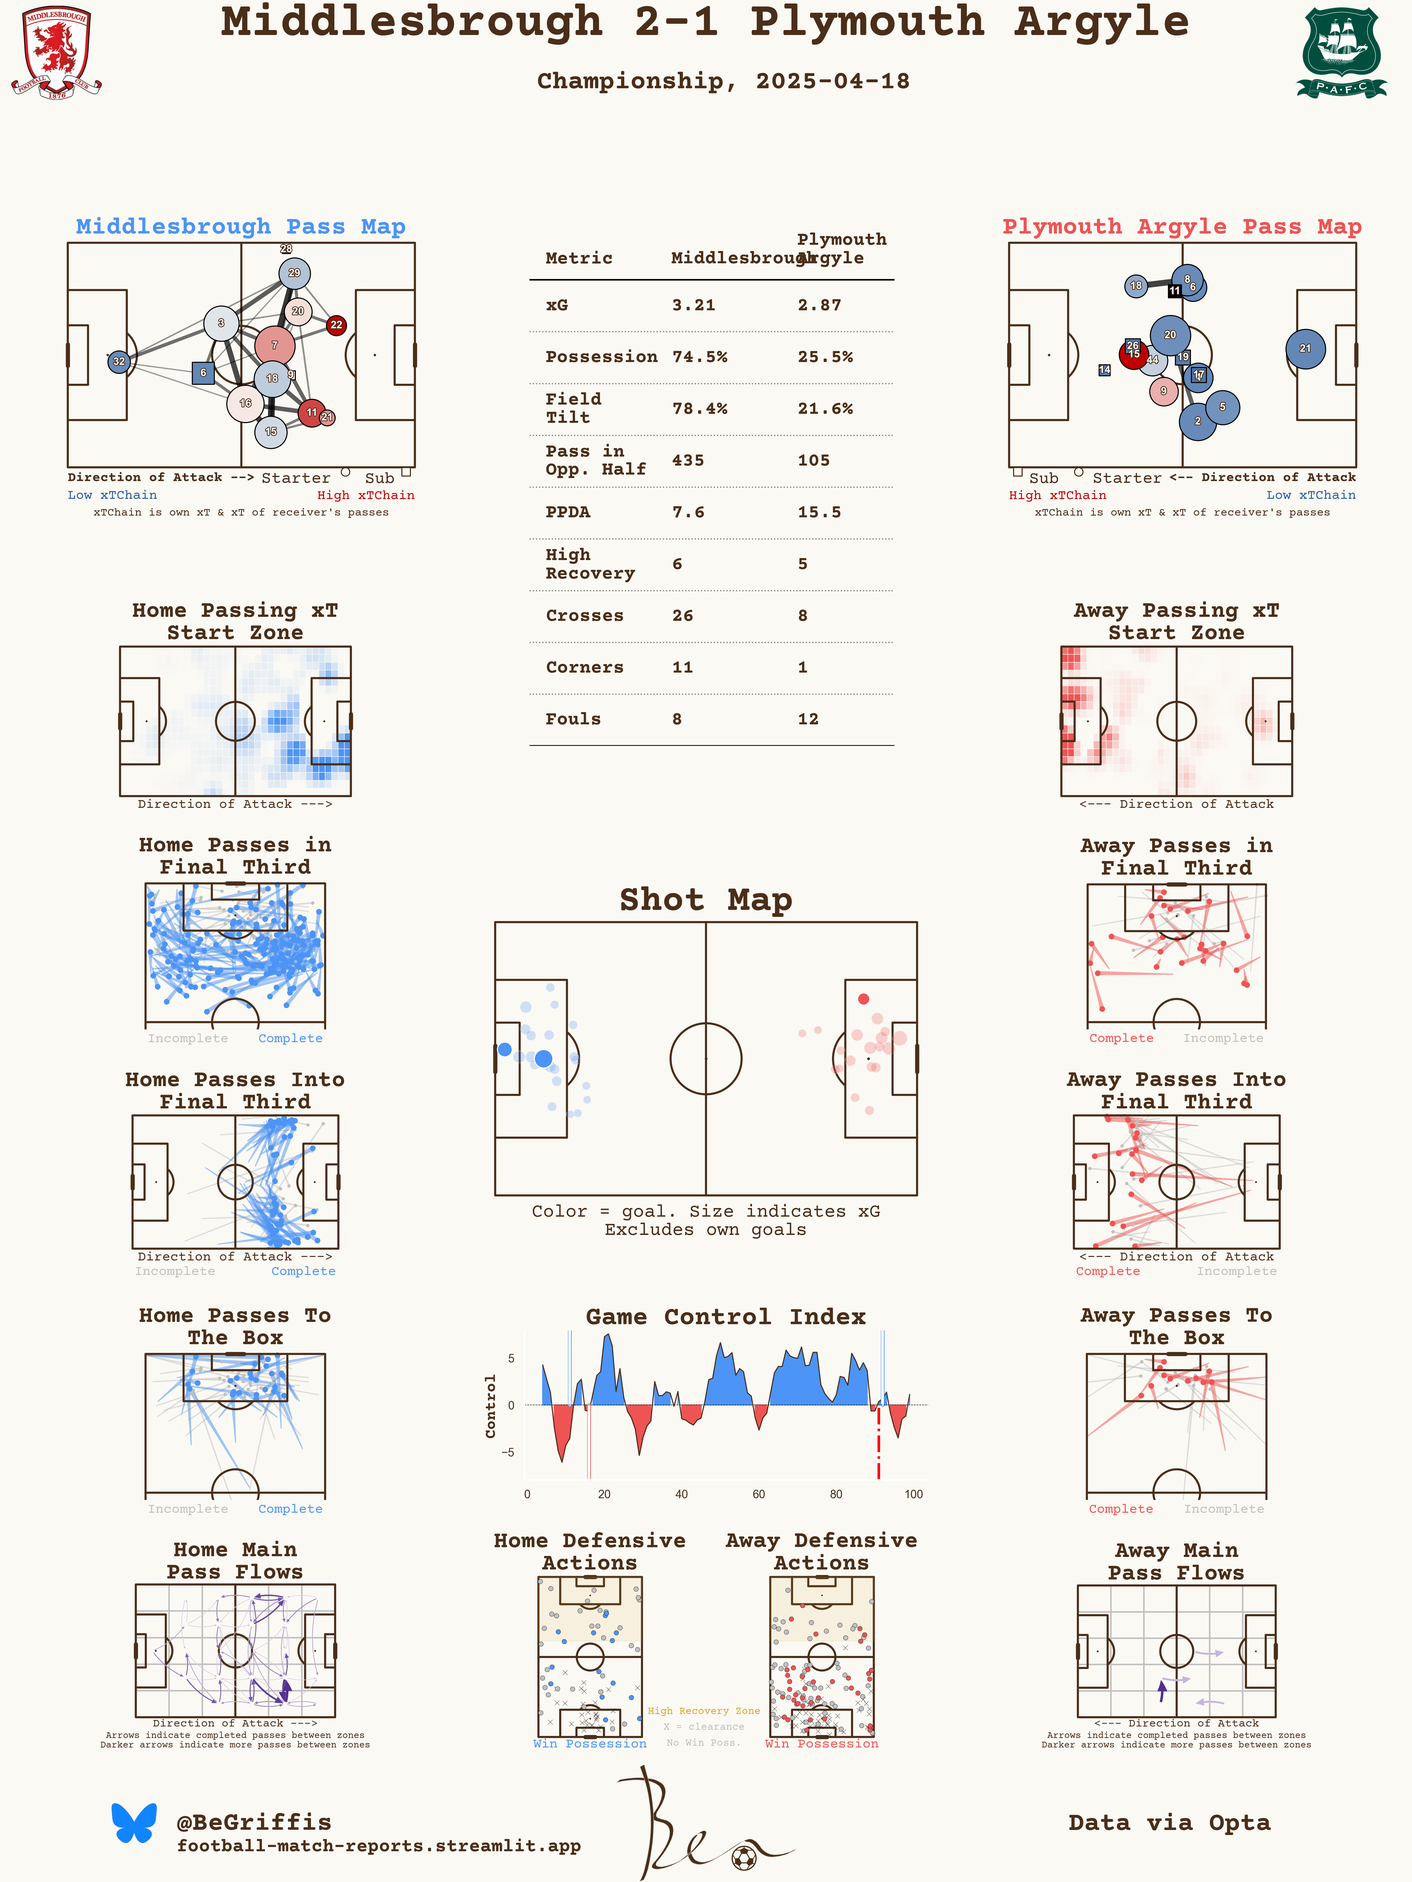 Middlesbrough 2-1 Plymouth Argyle
Championship, 2025-04-18
MIDDLESBROUGH
FOOTBALL CLUB
1876
P·A·F·C
Middlesbrough Pass Map
28
29
20
3
22
7
32
6
18
9
16
11
21
15
Direction of Attack --> Starter Sub
Low xTChain High xTChain
xTChain is own xT & xT of receiver's passes
Metric Middlesbrough Plymouth Argyle
xG 3.21 2.87
Possession 74.5% 25.5%
Field Tilt 78.4% 21.6%
Pass in Opp. Half 435 105
PPDA 7.6 15.5
High Recovery 6 5
Crosses 26 8
Corners 11 1
Fouls 8 12
Plymouth Argyle Pass Map
18
8
6
11
20
26
15
44
19
21
14
17
9
5
2
Sub Starter <-- Direction of Attack
High xTChain Low xTChain
xTChain is own xT & xT of receiver's passes
Home Passing xT
Start Zone
Direction of Attack --->
Away Passing xT
Start Zone
<--- Direction of Attack
Home Passes in
Final Third
Incomplete Complete
Away Passes in
Final Third
Complete Incomplete
Shot Map
Color = goal. Size indicates xG
Excludes own goals
Home Passes Into
Final Third
Direction of Attack --->
Incomplete Complete
Away Passes Into
Final Third
<--- Direction of Attack
Complete Incomplete
Home Passes To
The Box
Incomplete Complete
Game Control Index
Control
5
0
−5
0 20 40 60 80 100
Away Passes To
The Box
Complete Incomplete
Home Main
Pass Flows
Direction of Attack --->
Arrows indicate completed passes between zones
Darker arrows indicate more passes between zones
Home Defensive
Actions
Win Possession
High Recovery Zone
X = clearance
No Win Poss.
Away Defensive
Actions
Win Possession
Away Main
Pass Flows
<--- Direction of Attack
Arrows indicate completed passes between zones
Darker arrows indicate more passes between zones
@BeGriffis
football-match-reports.streamlit.app
Ben
Data via Opta